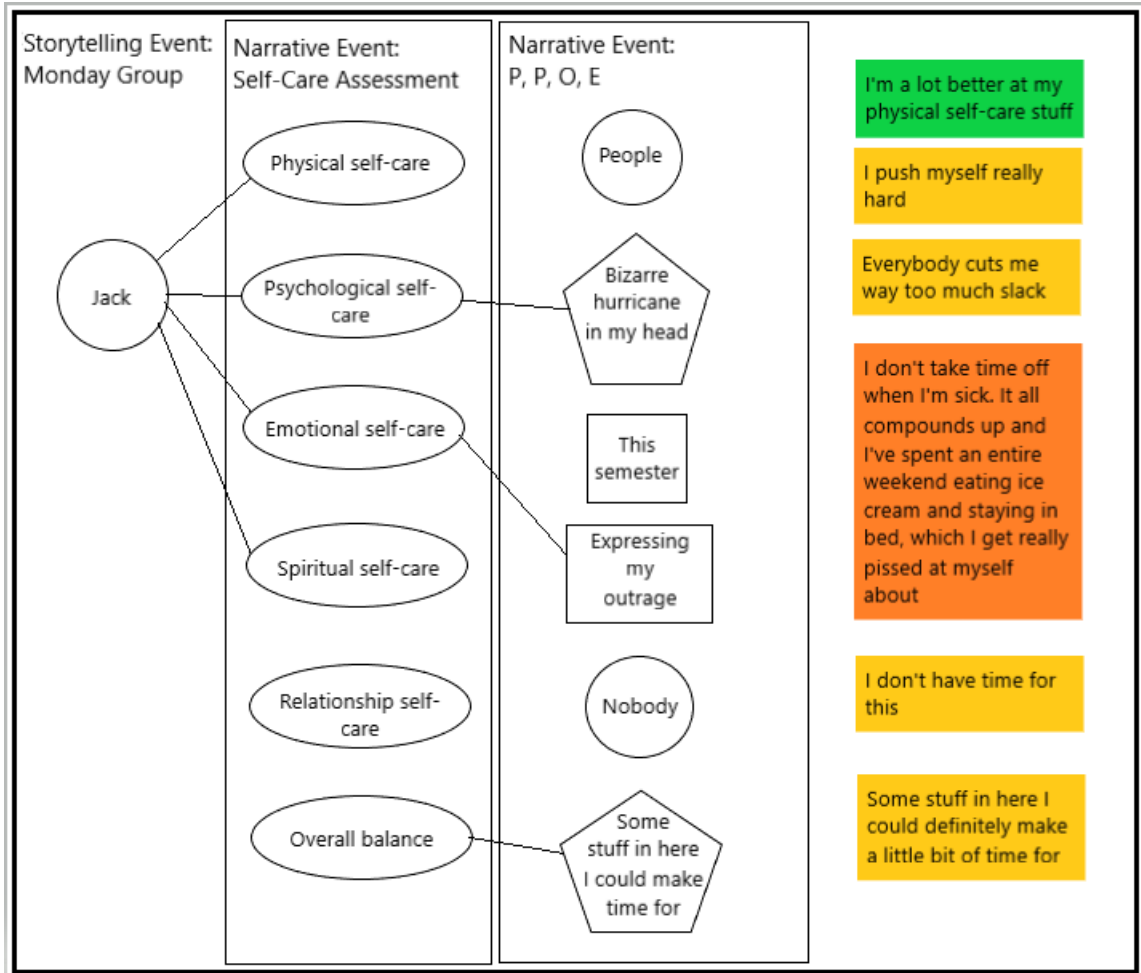 Storytelling Event:
Monday Group
Narrative Event:
Self-Care Assessment
Narrative Event:
P, P, O, E
Jack
Physical self-care
Psychological self-
care
Emotional self-care
Spiritual self-care
Relationship self-
care
Overall balance
People
Bizarre
hurricane
in my head
This
semester
Expressing
my
outrage
Nobody
Some
stuff in here
I could make
time for
I'm a lot better at my
physical self-care stuff
I push myself really
hard
Everybody cuts me
way too much slack
I don't take time off
when I'm sick. It all
compounds up and
I've spent an entire
weekend eating ice
cream and staying in
bed, which I get really
pissed at myself
about
I don't have time for
this
Some stuff in here I
could definitely make
a little bit of time for